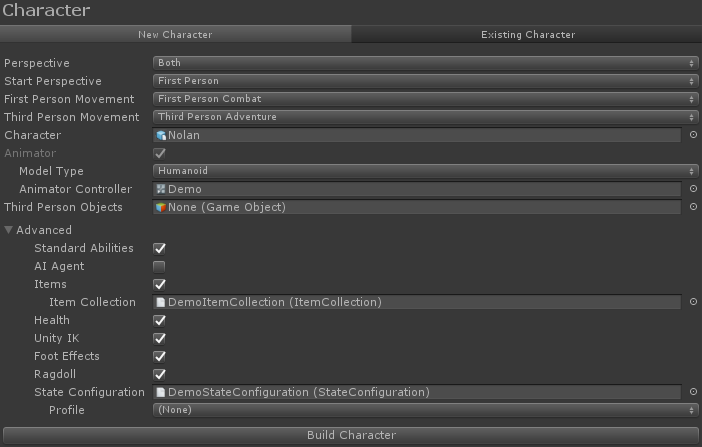 Character
New Character Existing Character
Perspective Both
Start Perspective First Person
First Person Movement First Person Combat
Third Person Movement Third Person Adventure
Character Nolan
Animator
Model Type Humanoid
Animator Controller Demo
Third Person Objects None (Game Object)
Advanced
Standard Abilities
AI Agent
Items
Item Collection DemoItemCollection (ItemCollection)
Health
Unity IK
Foot Effects
Ragdoll
State Configuration DemoStateConfiguration (StateConfiguration)
Profile (None)
Build Character